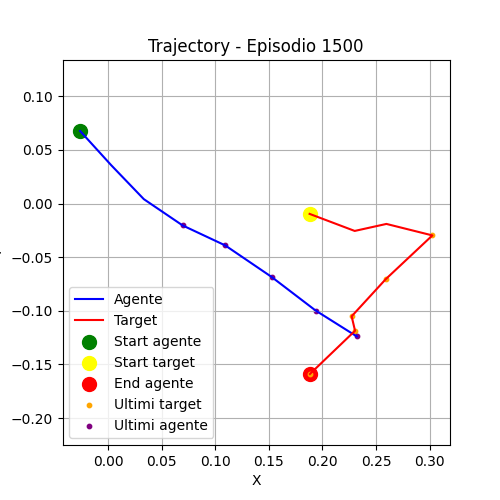 Trajectory - Episodio 1500
0.10
0.05
0.00
−0.05
−0.10
−0.15
−0.20
Agente
Target
Start agente
Start target
End agente
Ultimi target
Ultimi agente
0.00 0.05 0.10 0.15 0.20 0.25 0.30
X